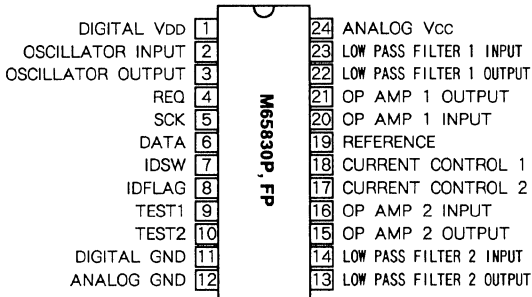 DIGITAL VDD 1 24 ANALOG VCC
OSCILLATOR INPUT 2 23 LOW PASS FILTER 1 INPUT
OSCILLATOR OUTPUT 3 22 LOW PASS FILTER 1 OUTPUT
REQ 4 21 OP AMP 1 OUTPUT
SCK 5 20 OP AMP 1 INPUT
DATA 6 19 REFERENCE
IDSW 7 18 CURRENT CONTROL 1
IDFLAG 8 17 CURRENT CONTROL 2
TEST1 9 16 OP AMP 2 INPUT
TEST2 10 15 OP AMP 2 OUTPUT
DIGITAL GND 11 14 LOW PASS FILTER 2 INPUT
ANALOG GND 12 13 LOW PASS FILTER 2 OUTPUT
M65830P, FP